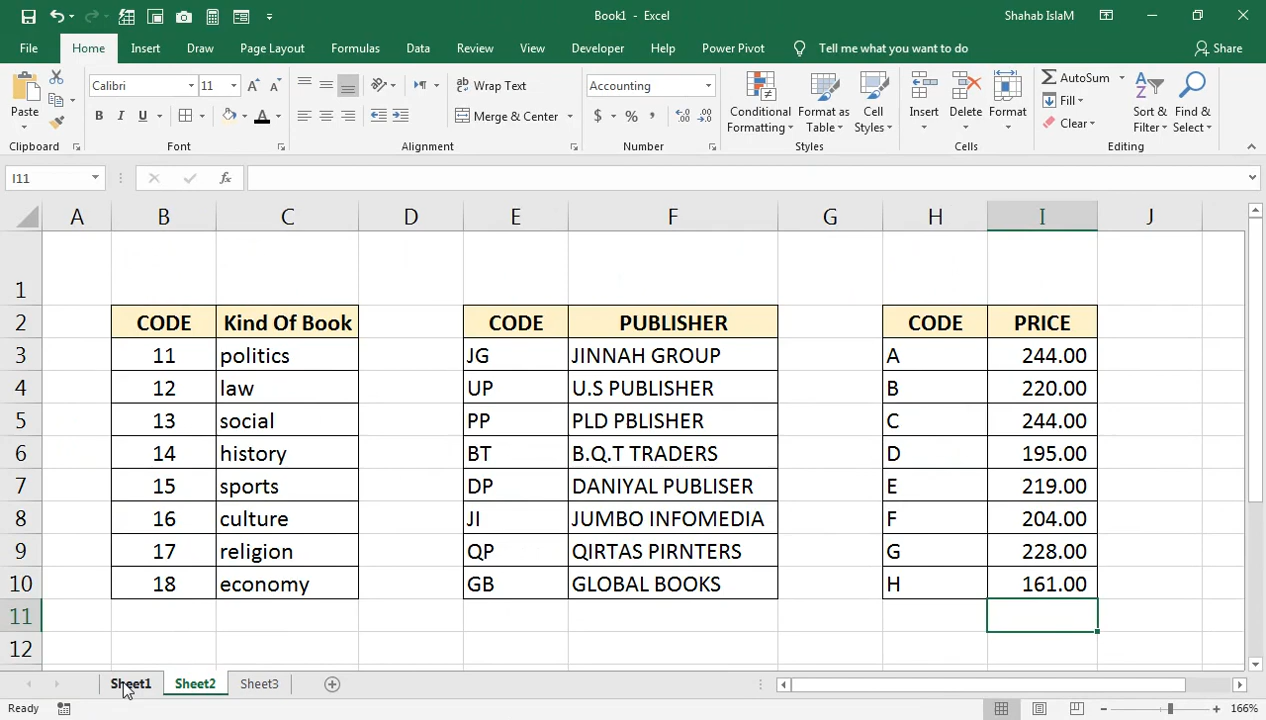 Book1 - Excel
Shahab IslaM
File Home Insert Draw Page Layout Formulas Data Review View Developer Help Power Pivot Tell me what you want to do Share
Paste
Clipboard
Calibri 11
B I U A
Font
Wrap Text
Merge & Center
Alignment
Accounting
$ % ,
Number
Conditional Formatting
Format as Table
Cell Styles
Styles
Insert
Delete
Format
Cells
AutoSum
Fill
Clear
Sort & Filter
Find & Select
Editing
I11 fx
A B C D E F G H I J
1
2 CODE Kind Of Book CODE PUBLISHER CODE PRICE
3 11 politics JG JINNAH GROUP A 244.00
4 12 law UP U.S PUBLISHER B 220.00
5 13 social PP PLD PBLISHER C 244.00
6 14 history BT B.Q.T TRADERS D 195.00
7 15 sports DP DANIYAL PUBLISER E 219.00
8 16 culture JI JUMBO INFOMEDIA F 204.00
9 17 religion QP QIRTAS PIRNTERS G 228.00
10 18 economy GB GLOBAL BOOKS H 161.00
11
12
Sheet1 Sheet2 Sheet3
Ready 166%